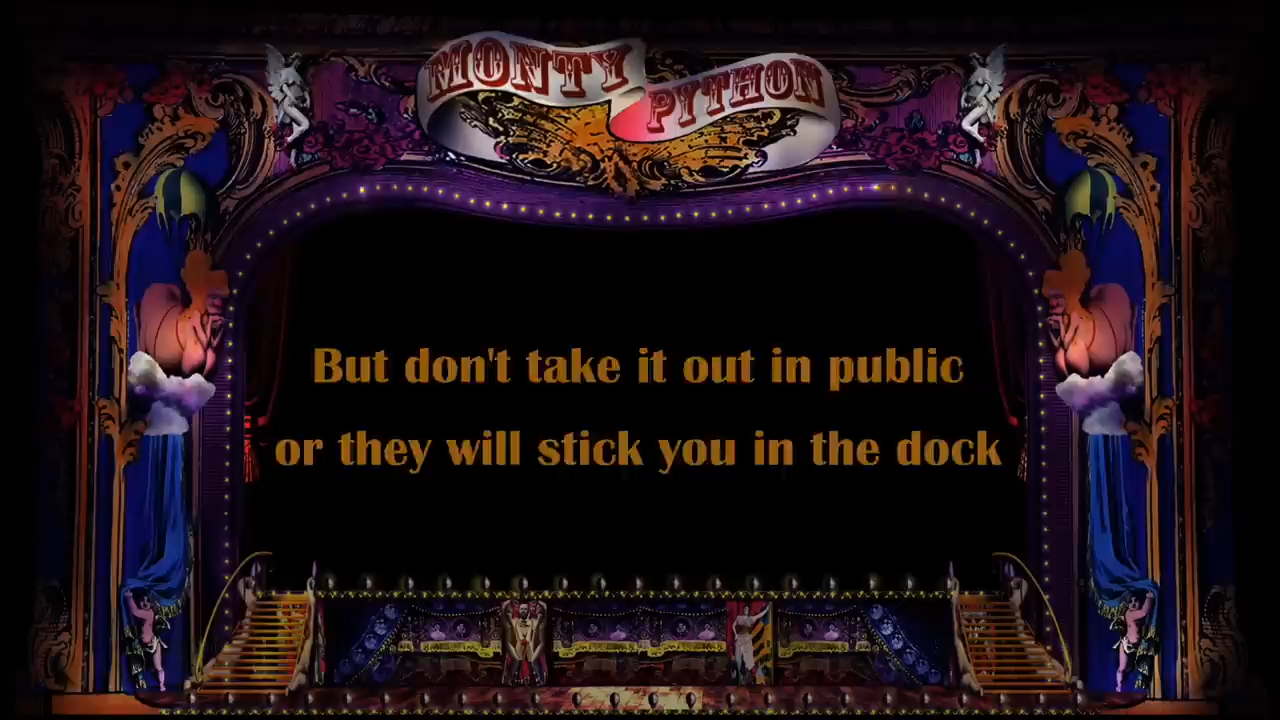 MONTY PYTHON
But don't take it out in public
or they will stick you in the dock